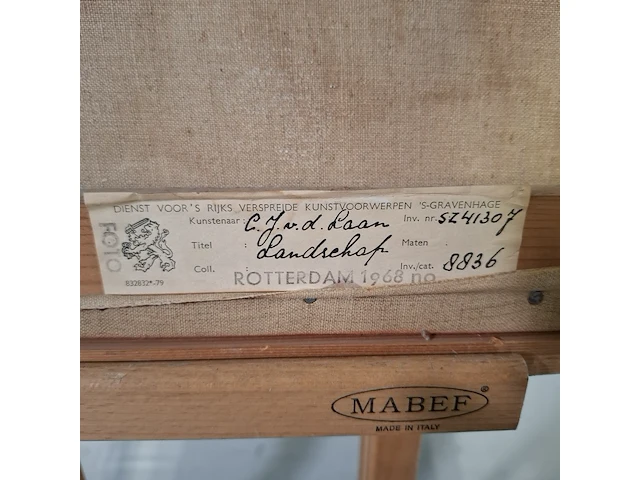 DIENST VOOR'S RIJKS VERSPREIDE KUNSTVOORWERPEN 'S-GRAVENHAGE
Kunstenaar : C. J. v. d. Laan Inv. nr. SZ41307
Titel : Landschap Maten .
Coll. : Inv./cat. 8836
ROTTERDAM 1968 no.
FOTO
832832*-79
MABEF®
MADE IN ITALY